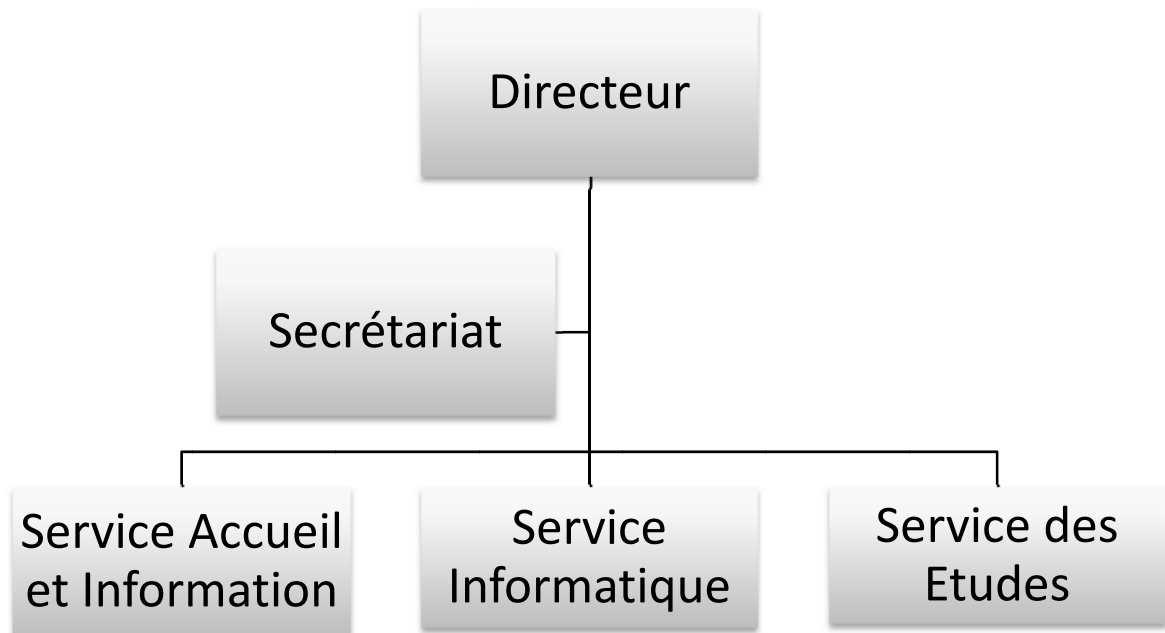 Directeur
Secrétariat
Service Accueil
et Information
Service
Informatique
Service des
Etudes